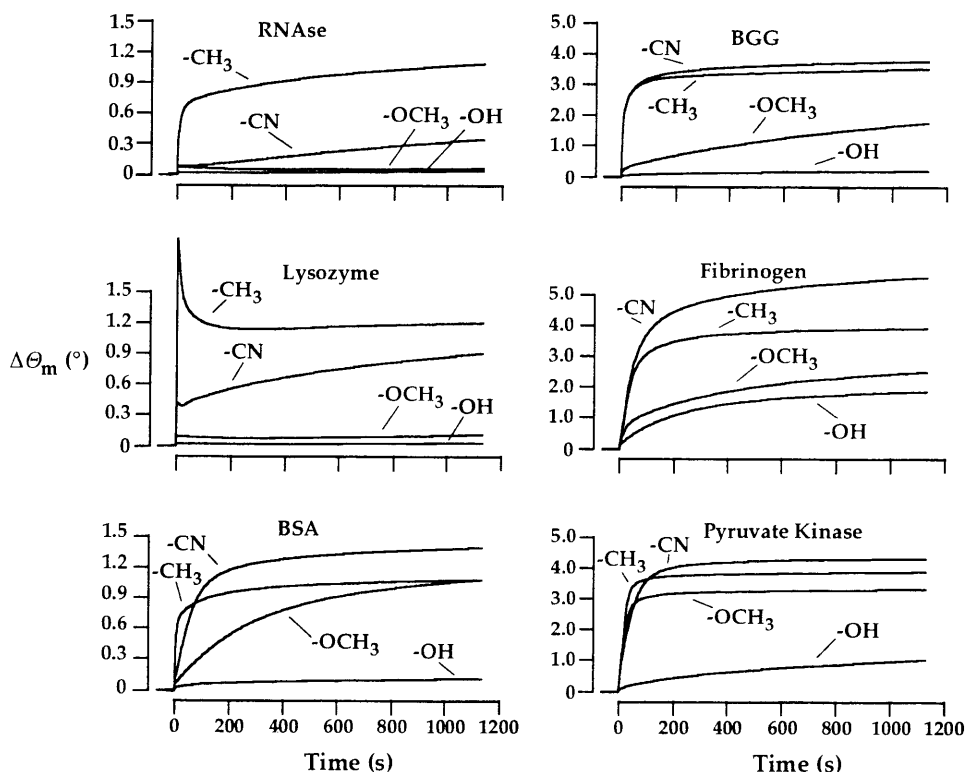 RNAse
1.5
1.2
0.9
0.6
0.3
0
-CH3
-CN
-OCH3
-OH
BGG
5.0
4.0
3.0
2.0
1.0
0
-CN
-CH3
-OCH3
-OH
Lysozyme
1.5
1.2
0.9
0.6
0.3
0
ΔΘm (°)
-CH3
-CN
-OCH3
-OH
Fibrinogen
5.0
4.0
3.0
2.0
1.0
0
-CN
-CH3
-OCH3
-OH
BSA
1.5
1.2
0.9
0.6
0.3
0
-CN
-CH3
-OCH3
-OH
0 200 400 600 800 1000 1200
Time (s)
Pyruvate Kinase
5.0
4.0
3.0
2.0
1.0
0
-CH3
-CN
-OCH3
-OH
0 200 400 600 800 1000 1200
Time (s)